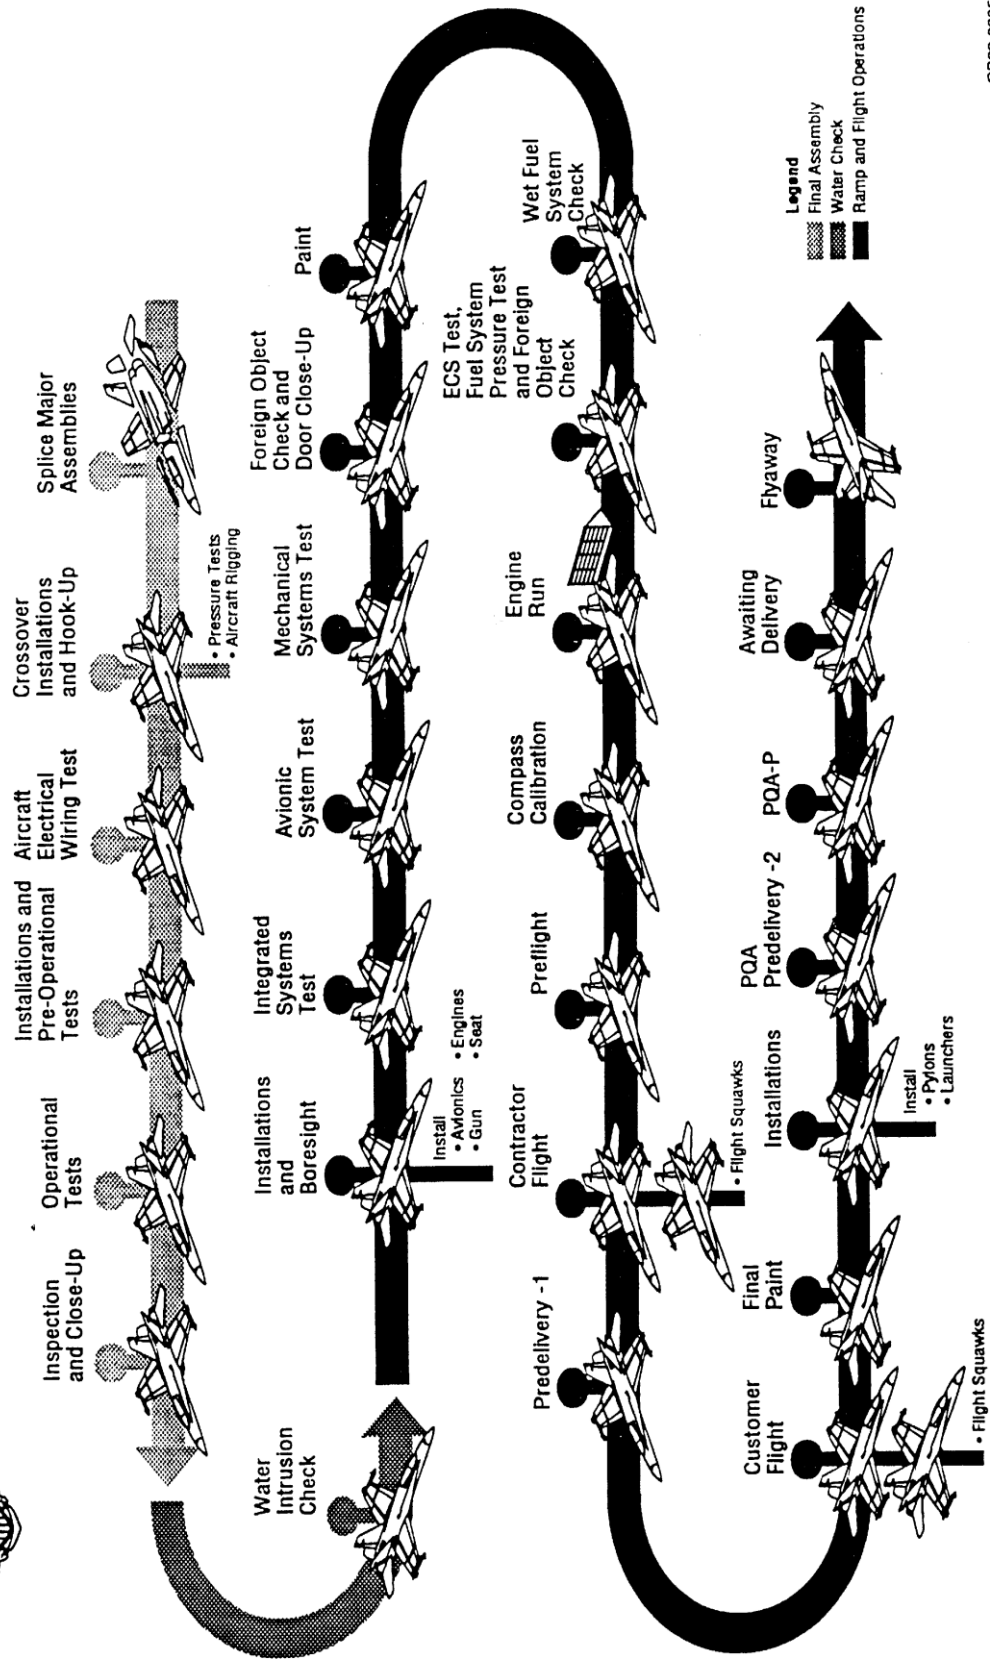 Splice Major
Assemblies
Crossover
Installations
and Hook-Up
• Pressure Tests
• Aircraft Rigging
Aircraft
Electrical
Wiring Test
Installations and
Pre-Operational
Tests
Operational
Tests
Inspection
and Close-Up
Water
Intrusion
Check
Installations
and
Boresight
Install
• Avionics • Engines
• Gun • Seat
Integrated
Systems
Test
Avionic
System Test
Mechanical
Systems Test
Foreign Object
Check and
Door Close-Up
Paint
Wet Fuel
System
Check
ECS Test,
Fuel System
Pressure Test
and Foreign
Object
Check
Engine
Run
Compass
Calibration
Preflight
Contractor
Flight
• Flight Squawks
Predelivery -1
Customer
Flight
• Flight Squawks
Final
Paint
Installations
Install
• Pylons
• Launchers
PQA
Predelivery -2
PQA-P
Awaiting
Delivery
Flyaway
Legend
Final Assembly
Water Check
Ramp and Flight Operations